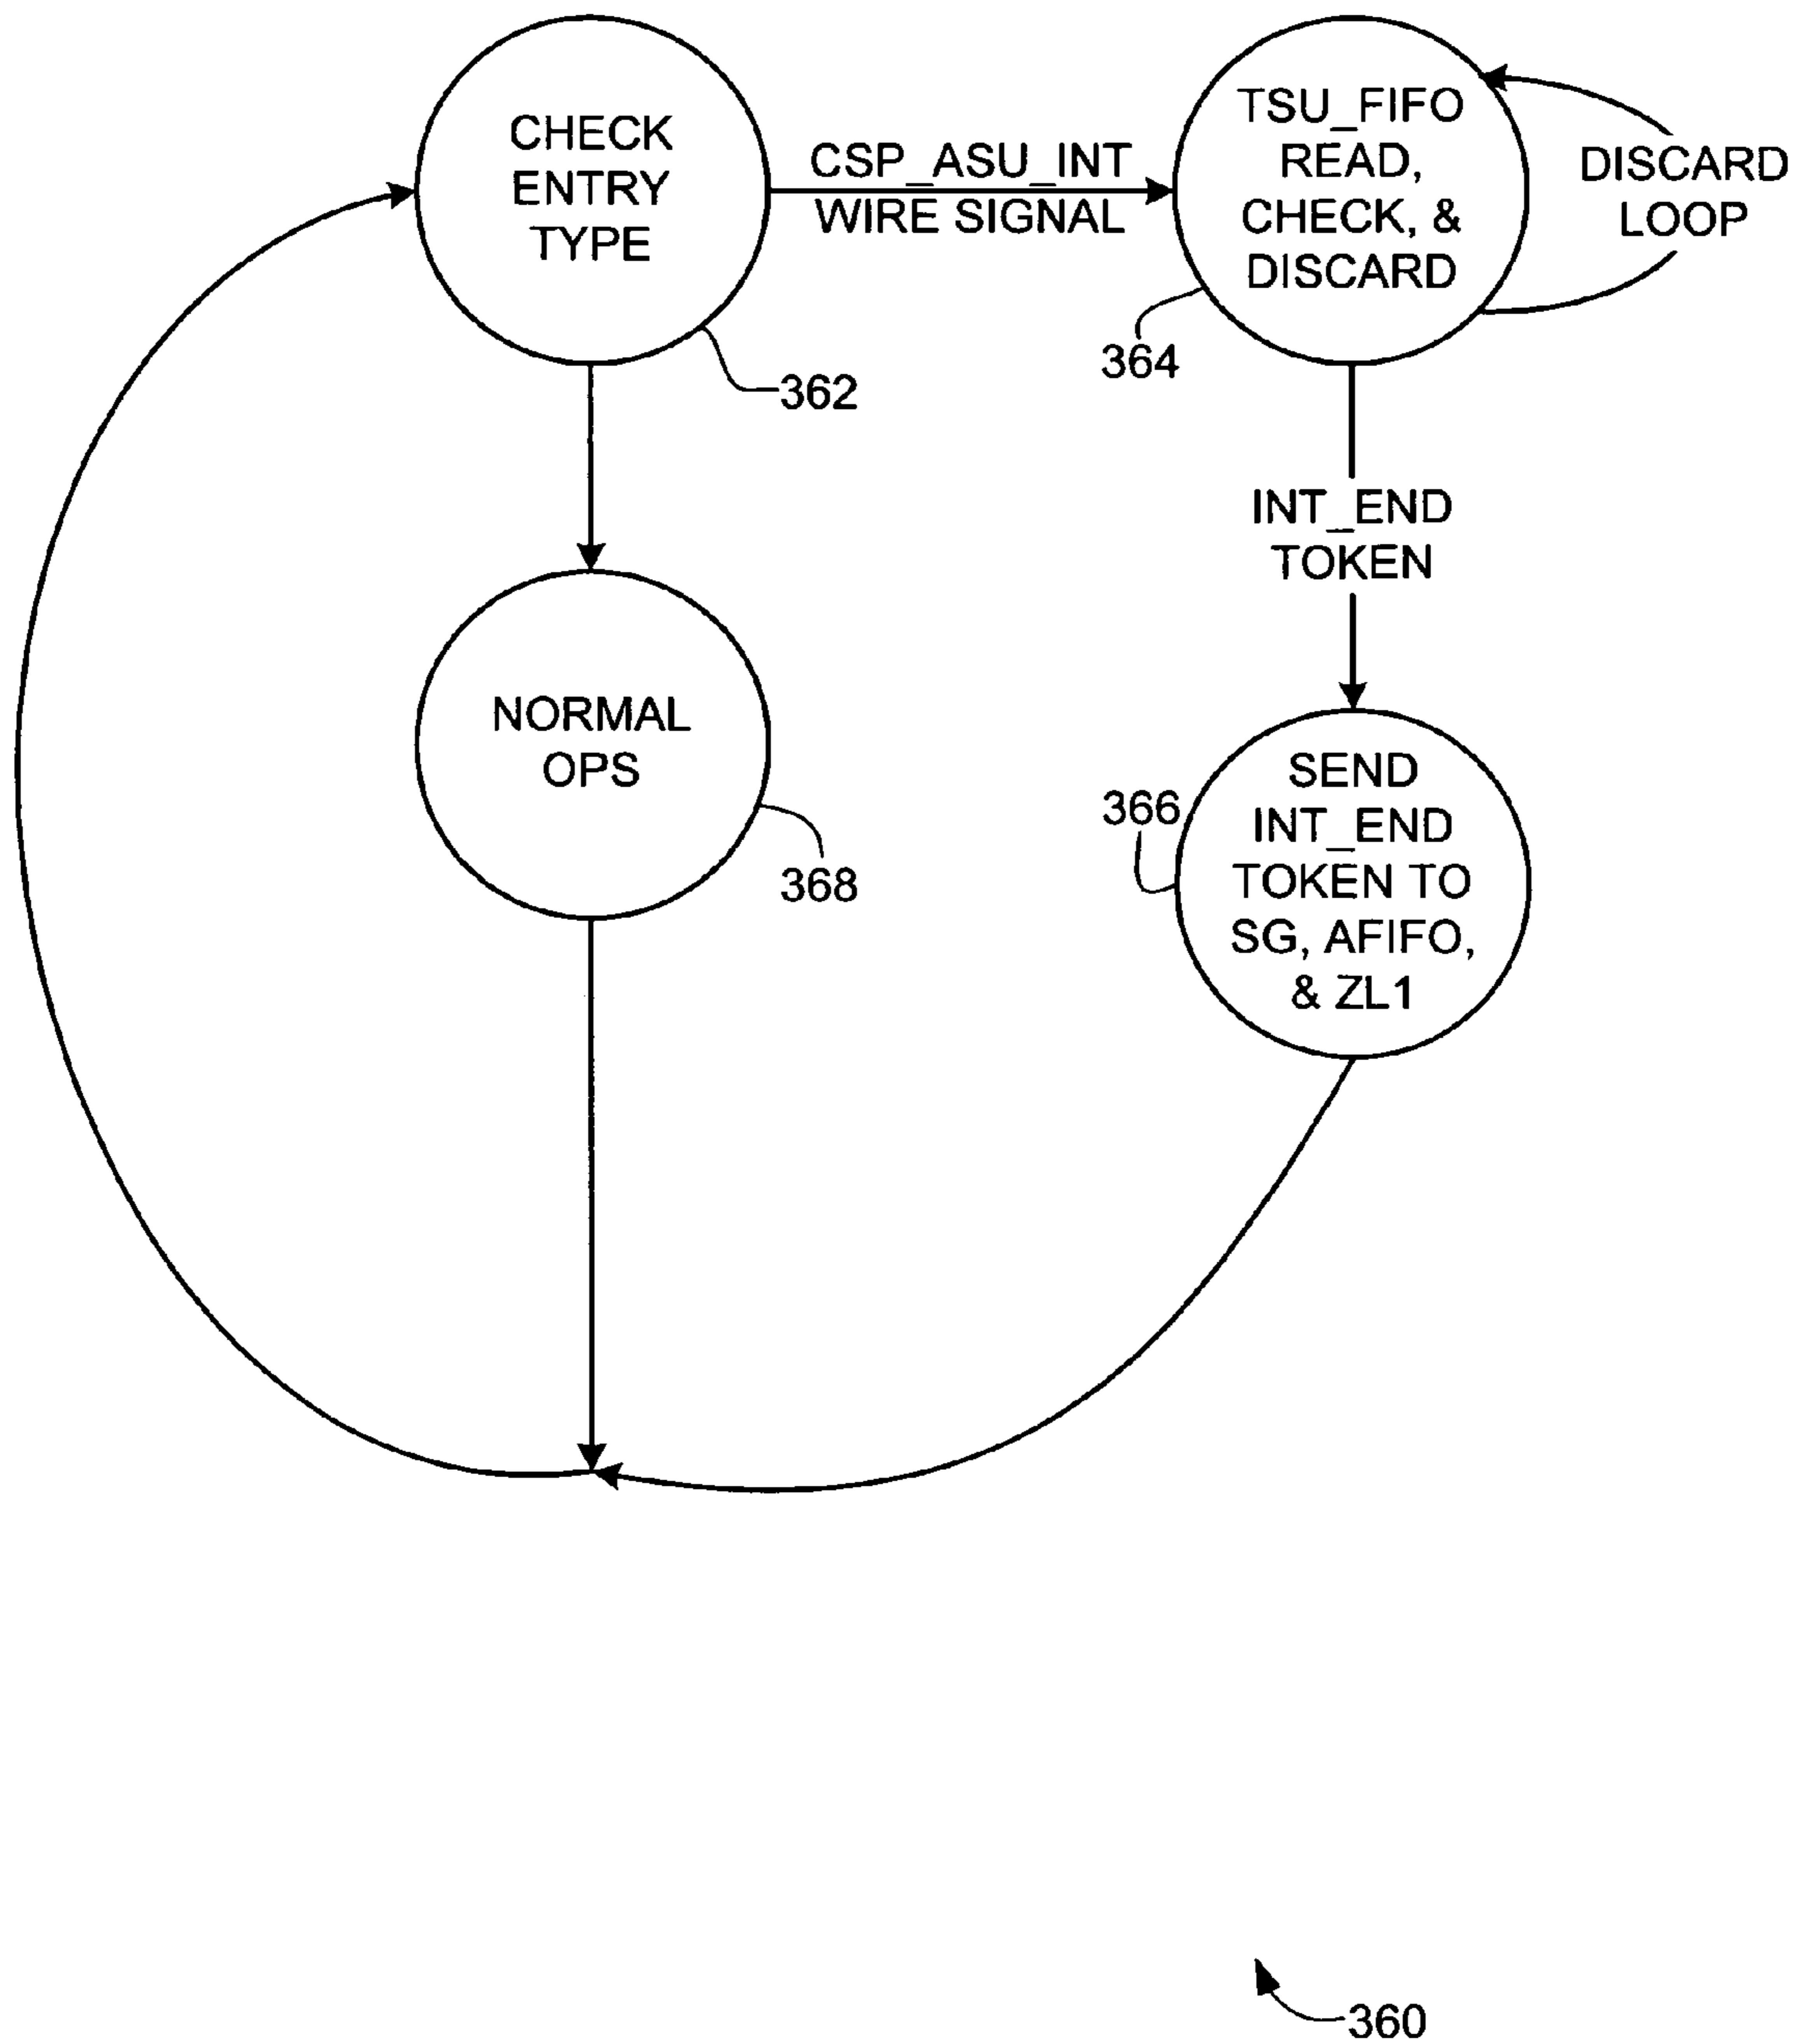 CHECK
ENTRY
TYPE
362
CSP_ASU_INT
WIRE SIGNAL
TSU_FIFO
READ,
CHECK, &
DISCARD
364
DISCARD
LOOP
INT_END
TOKEN
NORMAL
OPS
368
SEND
INT_END
TOKEN TO
SG, AFIFO,
& ZL1
366
360